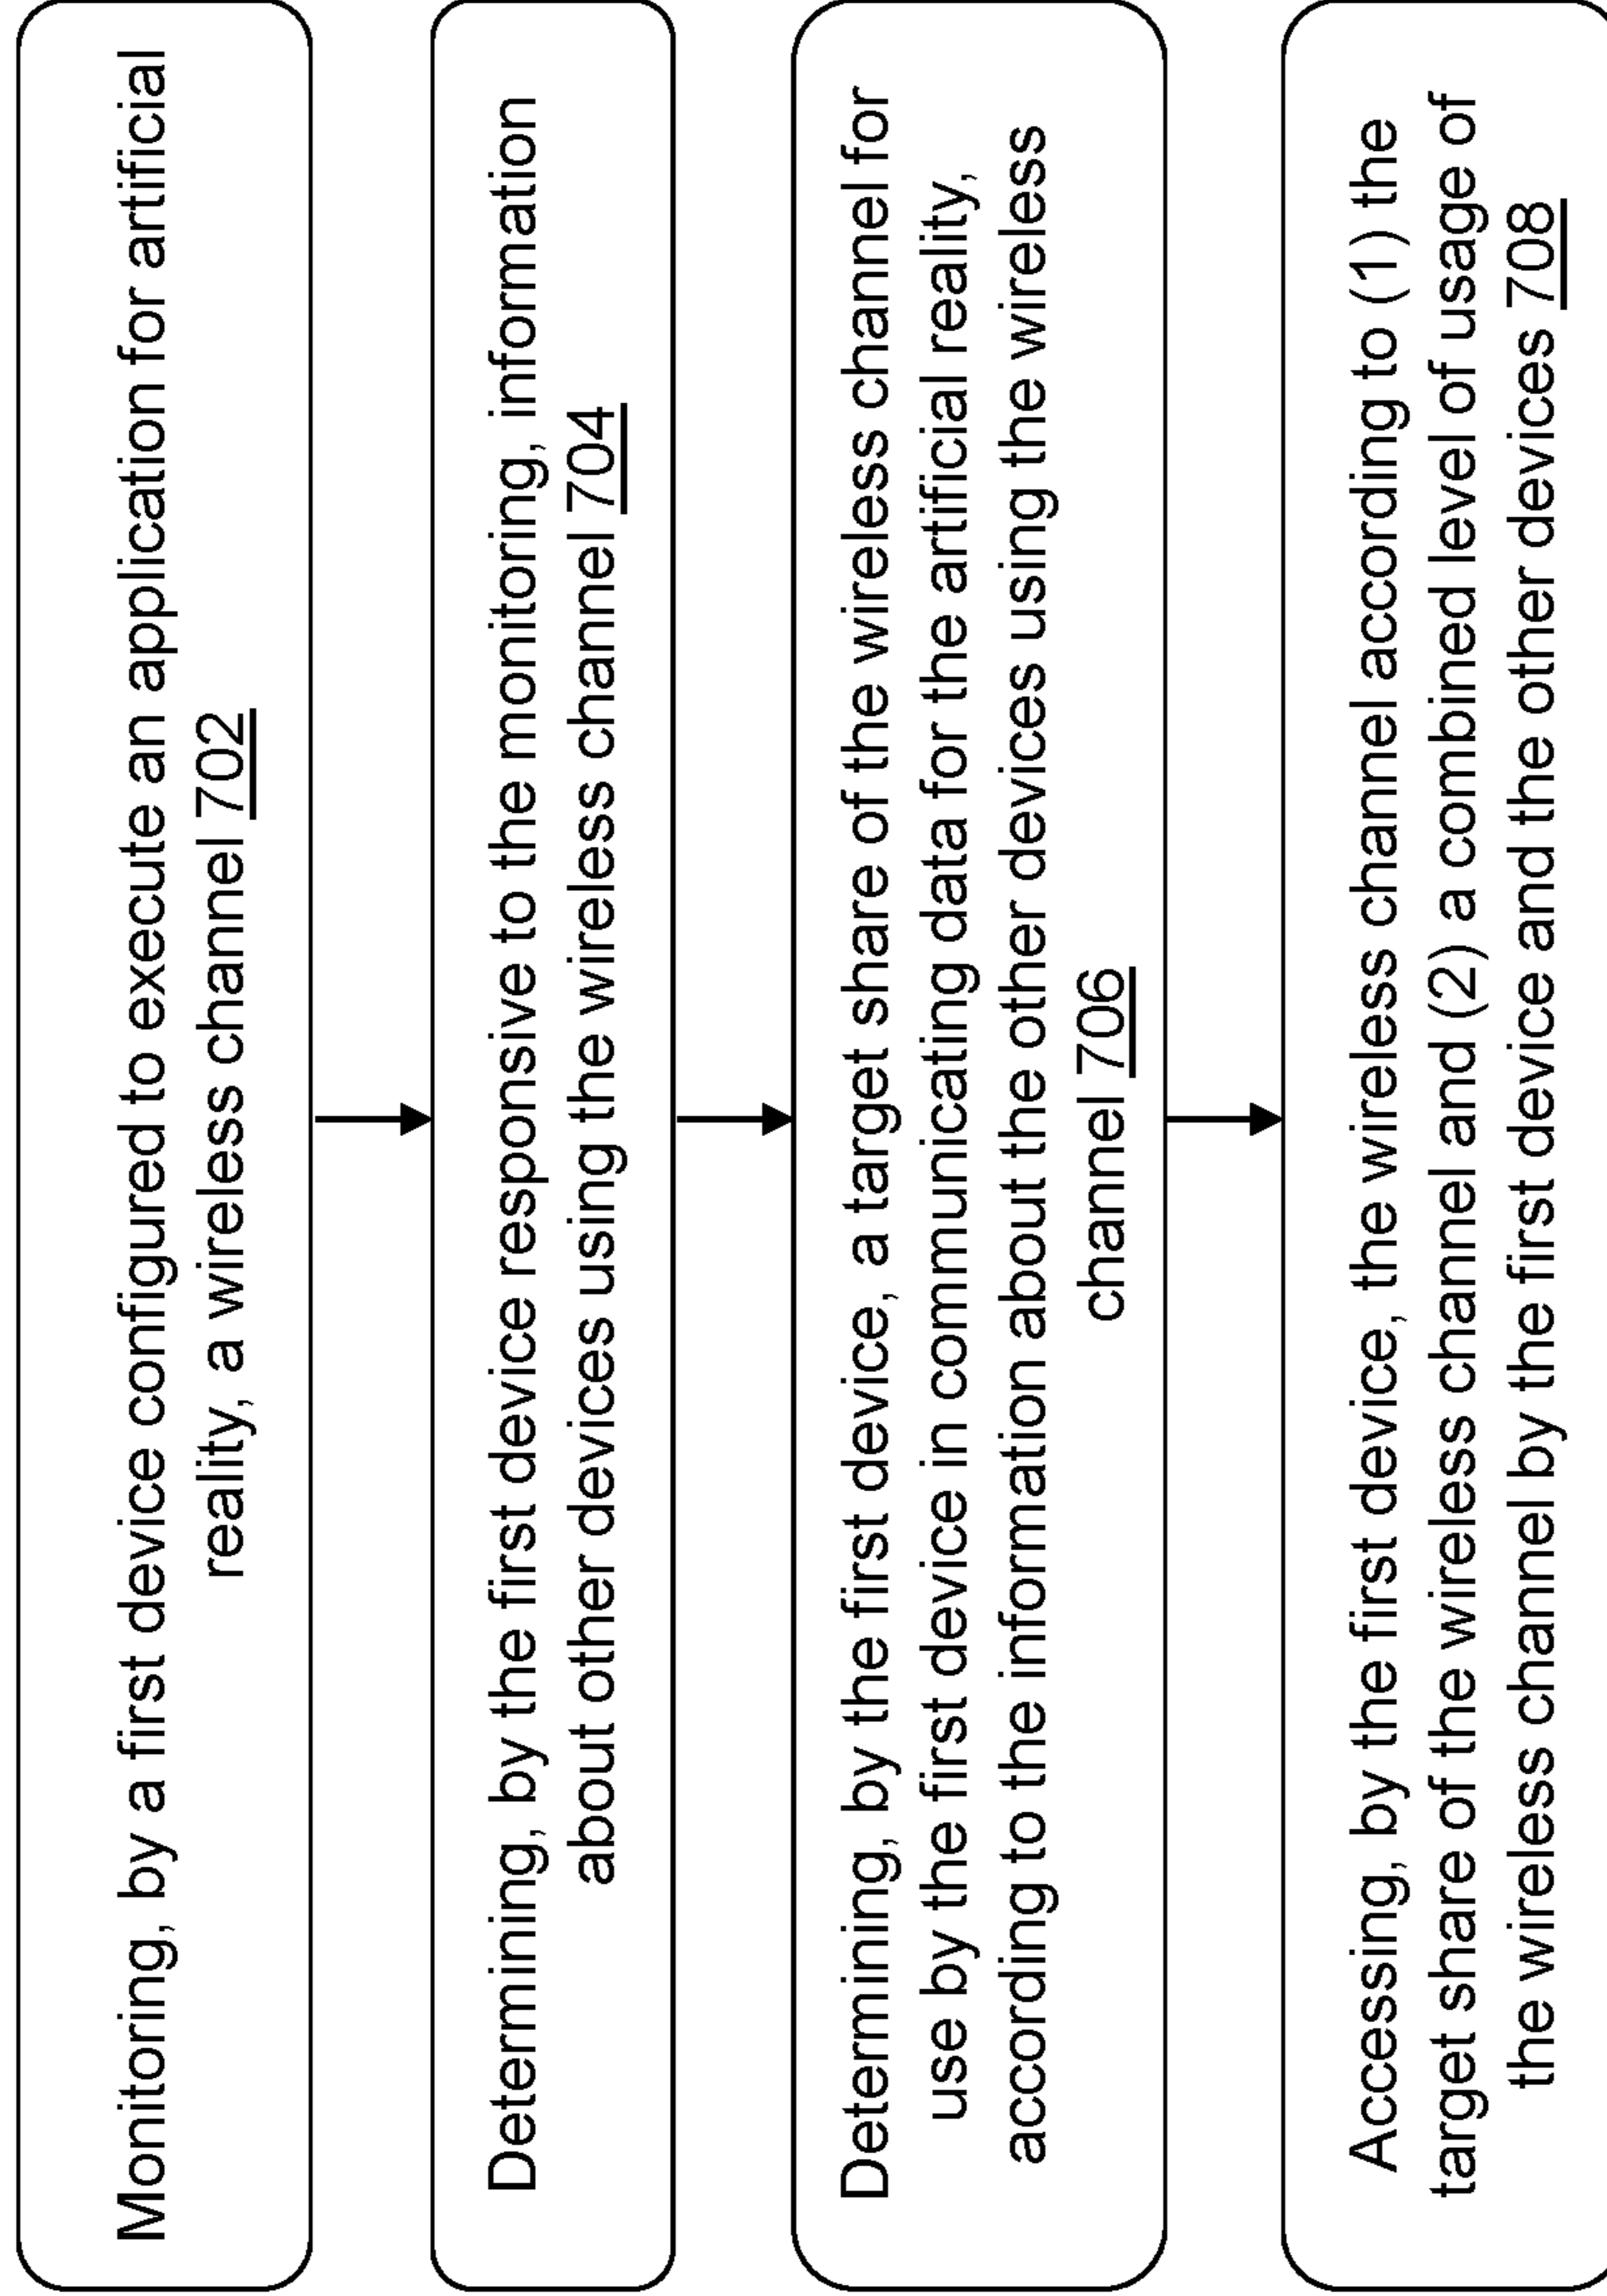 Monitoring, by a first device configured to execute an application for artificial
reality, a wireless channel 702
Determining, by the first device responsive to the monitoring, information
about other devices using the wireless channel 704
Determining, by the first device, a target share of the wireless channel for
use by the first device in communicating data for the artificial reality,
according to the information about the other devices using the wireless
channel 706
Accessing, by the first device, the wireless channel according to (1) the
target share of the wireless channel and (2) a combined level of usage of
the wireless channel by the first device and the other devices 708